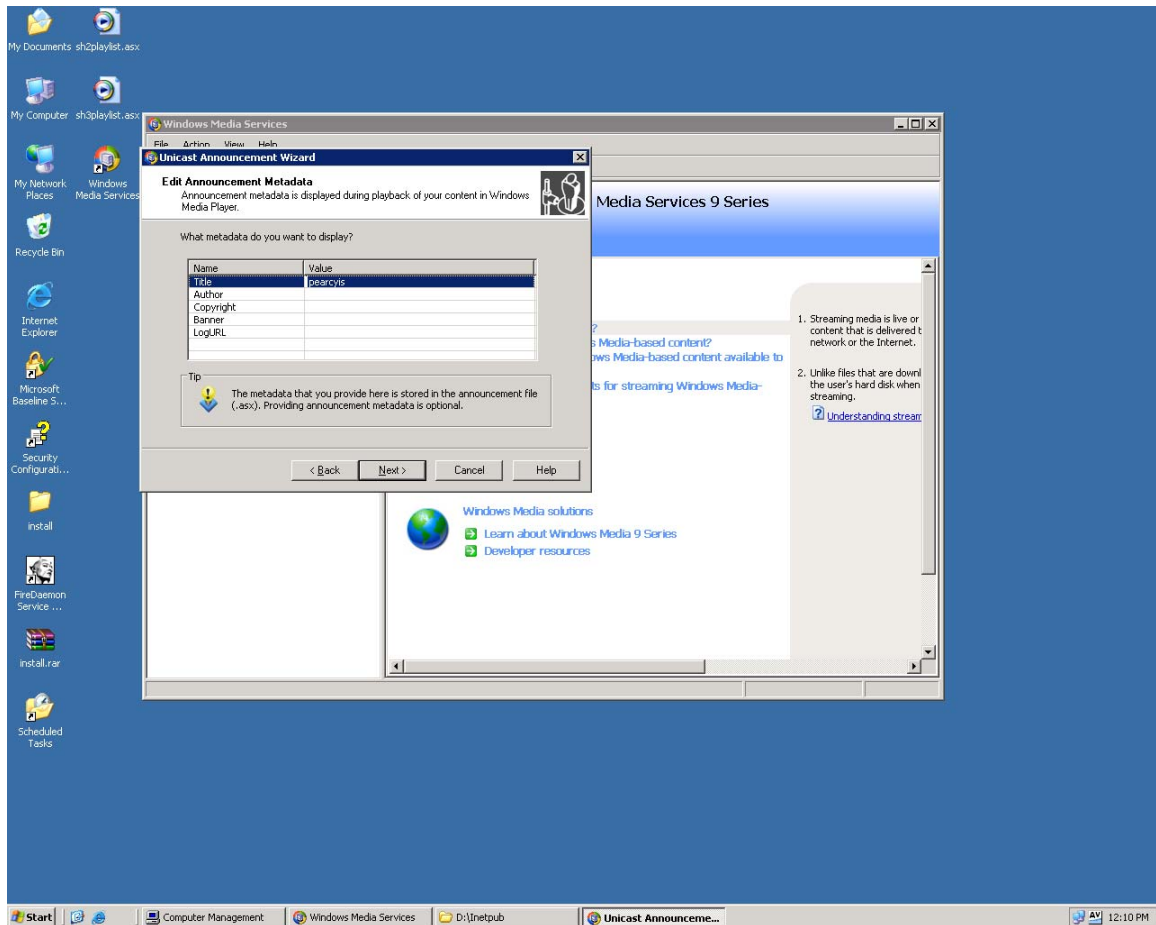 My Documents
sh2playlist.asx
My Computer
sh3playlist.asx
My Network
Places
Windows
Media Services
Recycle Bin
Internet
Explorer
Microsoft
Baseline S...
Security
Configurati...
install
FireDaemon
Service ...
install.rar
Scheduled
Tasks
Windows Media Services
File Action View Help
Unicast Announcement Wizard
Edit Announcement Metadata
Announcement metadata is displayed during playback of your content in Windows
Media Player.
What metadata do you want to display?
Name Value
Title pearcyis
Author
Copyright
Banner
LogURL
Tip
The metadata that you provide here is stored in the announcement file
(.asx). Providing announcement metadata is optional.
< Back Next > Cancel Help
Media Services 9 Series
?
s Media-based content?
ows Media-based content available to
ts for streaming Windows Media-
1. Streaming media is live or
content that is delivered t
network or the Internet.
2. Unlike files that are downl
the user's hard disk when
streaming.
Understanding stream
Windows Media solutions
Learn about Windows Media 9 Series
Developer resources
Start
Computer Management
Windows Media Services
D:\Inetpub
Unicast Announceme...
AV
12:10 PM